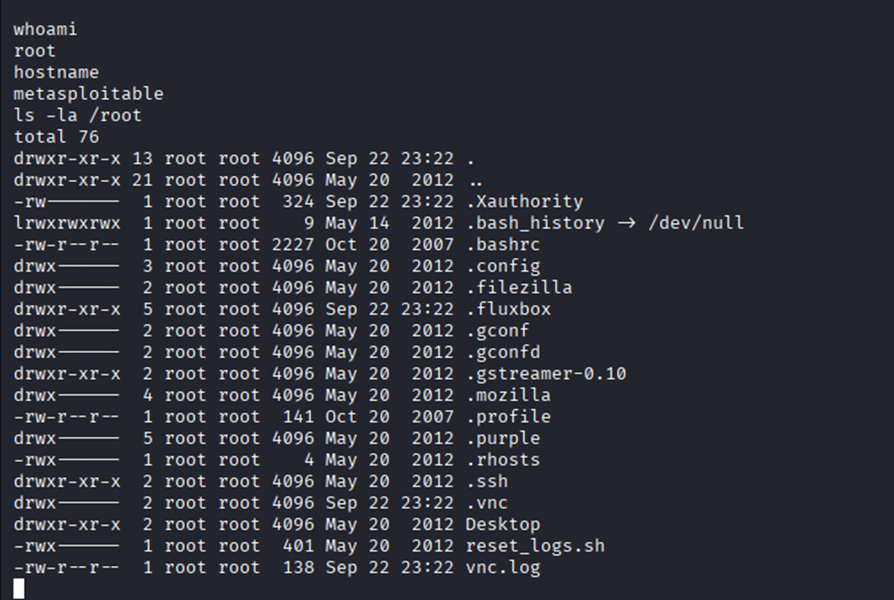 whoami
root
hostname
metasploitable
ls -la /root
total 76
drwxr-xr-x 13 root root 4096 Sep 22 23:22 .
drwxr-xr-x 21 root root 4096 May 20  2012 ..
-rw-------  1 root root  324 Sep 22 23:22 .Xauthority
lrwxrwxrwx  1 root root    9 May 14  2012 .bash_history -> /dev/null
-rw-r--r--  1 root root 2227 Oct 20  2007 .bashrc
drwx------  3 root root 4096 May 20  2012 .config
drwx------  2 root root 4096 May 20  2012 .filezilla
drwxr-xr-x  5 root root 4096 Sep 22 23:22 .fluxbox
drwx------  2 root root 4096 May 20  2012 .gconf
drwx------  2 root root 4096 May 20  2012 .gconfd
drwxr-xr-x  2 root root 4096 May 20  2012 .gstreamer-0.10
drwx------  4 root root 4096 May 20  2012 .mozilla
-rw-r--r--  1 root root  141 Oct 20  2007 .profile
drwx------  5 root root 4096 May 20  2012 .purple
-rwx------  1 root root    4 May 20  2012 .rhosts
drwxr-xr-x  2 root root 4096 May 20  2012 .ssh
drwx------  2 root root 4096 Sep 22 23:22 .vnc
drwxr-xr-x  2 root root 4096 May 20  2012 Desktop
-rwx------  1 root root  401 May 20  2012 reset_logs.sh
-rw-r--r--  1 root root  138 Sep 22 23:22 vnc.log